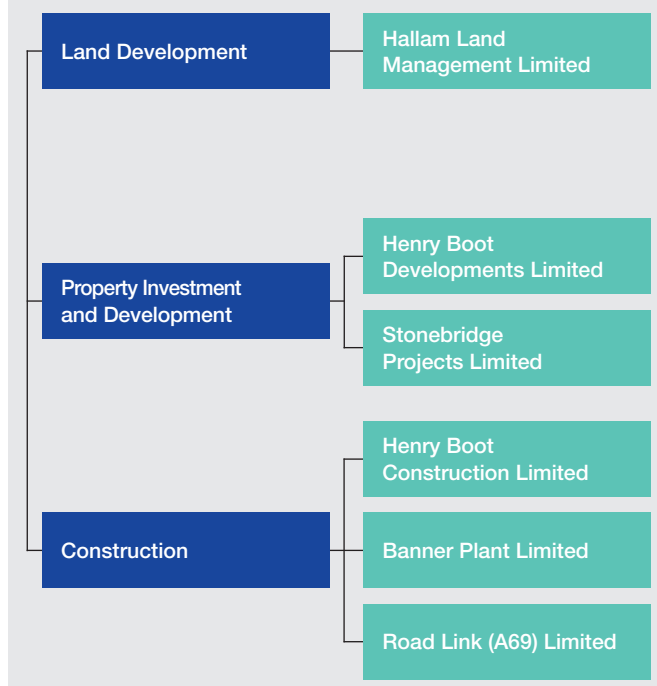 Land Development
Hallam Land
Management Limited
Property Investment
and Development
Henry Boot
Developments Limited
Stonebridge
Projects Limited
Construction
Henry Boot
Construction Limited
Banner Plant Limited
Road Link (A69) Limited